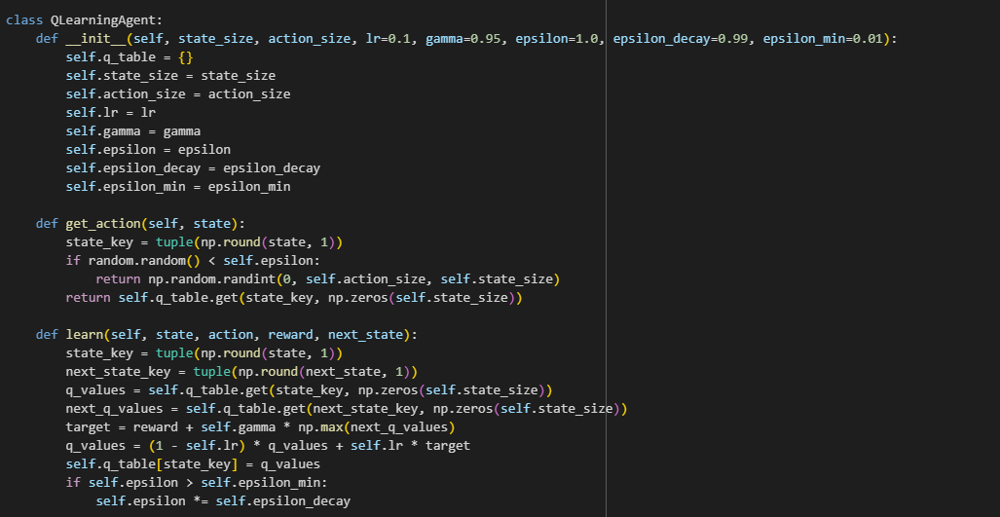 class QLearningAgent:
    def __init__(self, state_size, action_size, lr=0.1, gamma=0.95, epsilon=1.0, epsilon_decay=0.99, epsilon_min=0.01):
        self.q_table = {}
        self.state_size = state_size
        self.action_size = action_size
        self.lr = lr
        self.gamma = gamma
        self.epsilon = epsilon
        self.epsilon_decay = epsilon_decay
        self.epsilon_min = epsilon_min

    def get_action(self, state):
        state_key = tuple(np.round(state, 1))
        if random.random() < self.epsilon:
            return np.random.randint(0, self.action_size, self.state_size)
        return self.q_table.get(state_key, np.zeros(self.state_size))

    def learn(self, state, action, reward, next_state):
        state_key = tuple(np.round(state, 1))
        next_state_key = tuple(np.round(next_state, 1))
        q_values = self.q_table.get(state_key, np.zeros(self.state_size))
        next_q_values = self.q_table.get(next_state_key, np.zeros(self.state_size))
        target = reward + self.gamma * np.max(next_q_values)
        q_values = (1 - self.lr) * q_values + self.lr * target
        self.q_table[state_key] = q_values
        if self.epsilon > self.epsilon_min:
            self.epsilon *= self.epsilon_decay